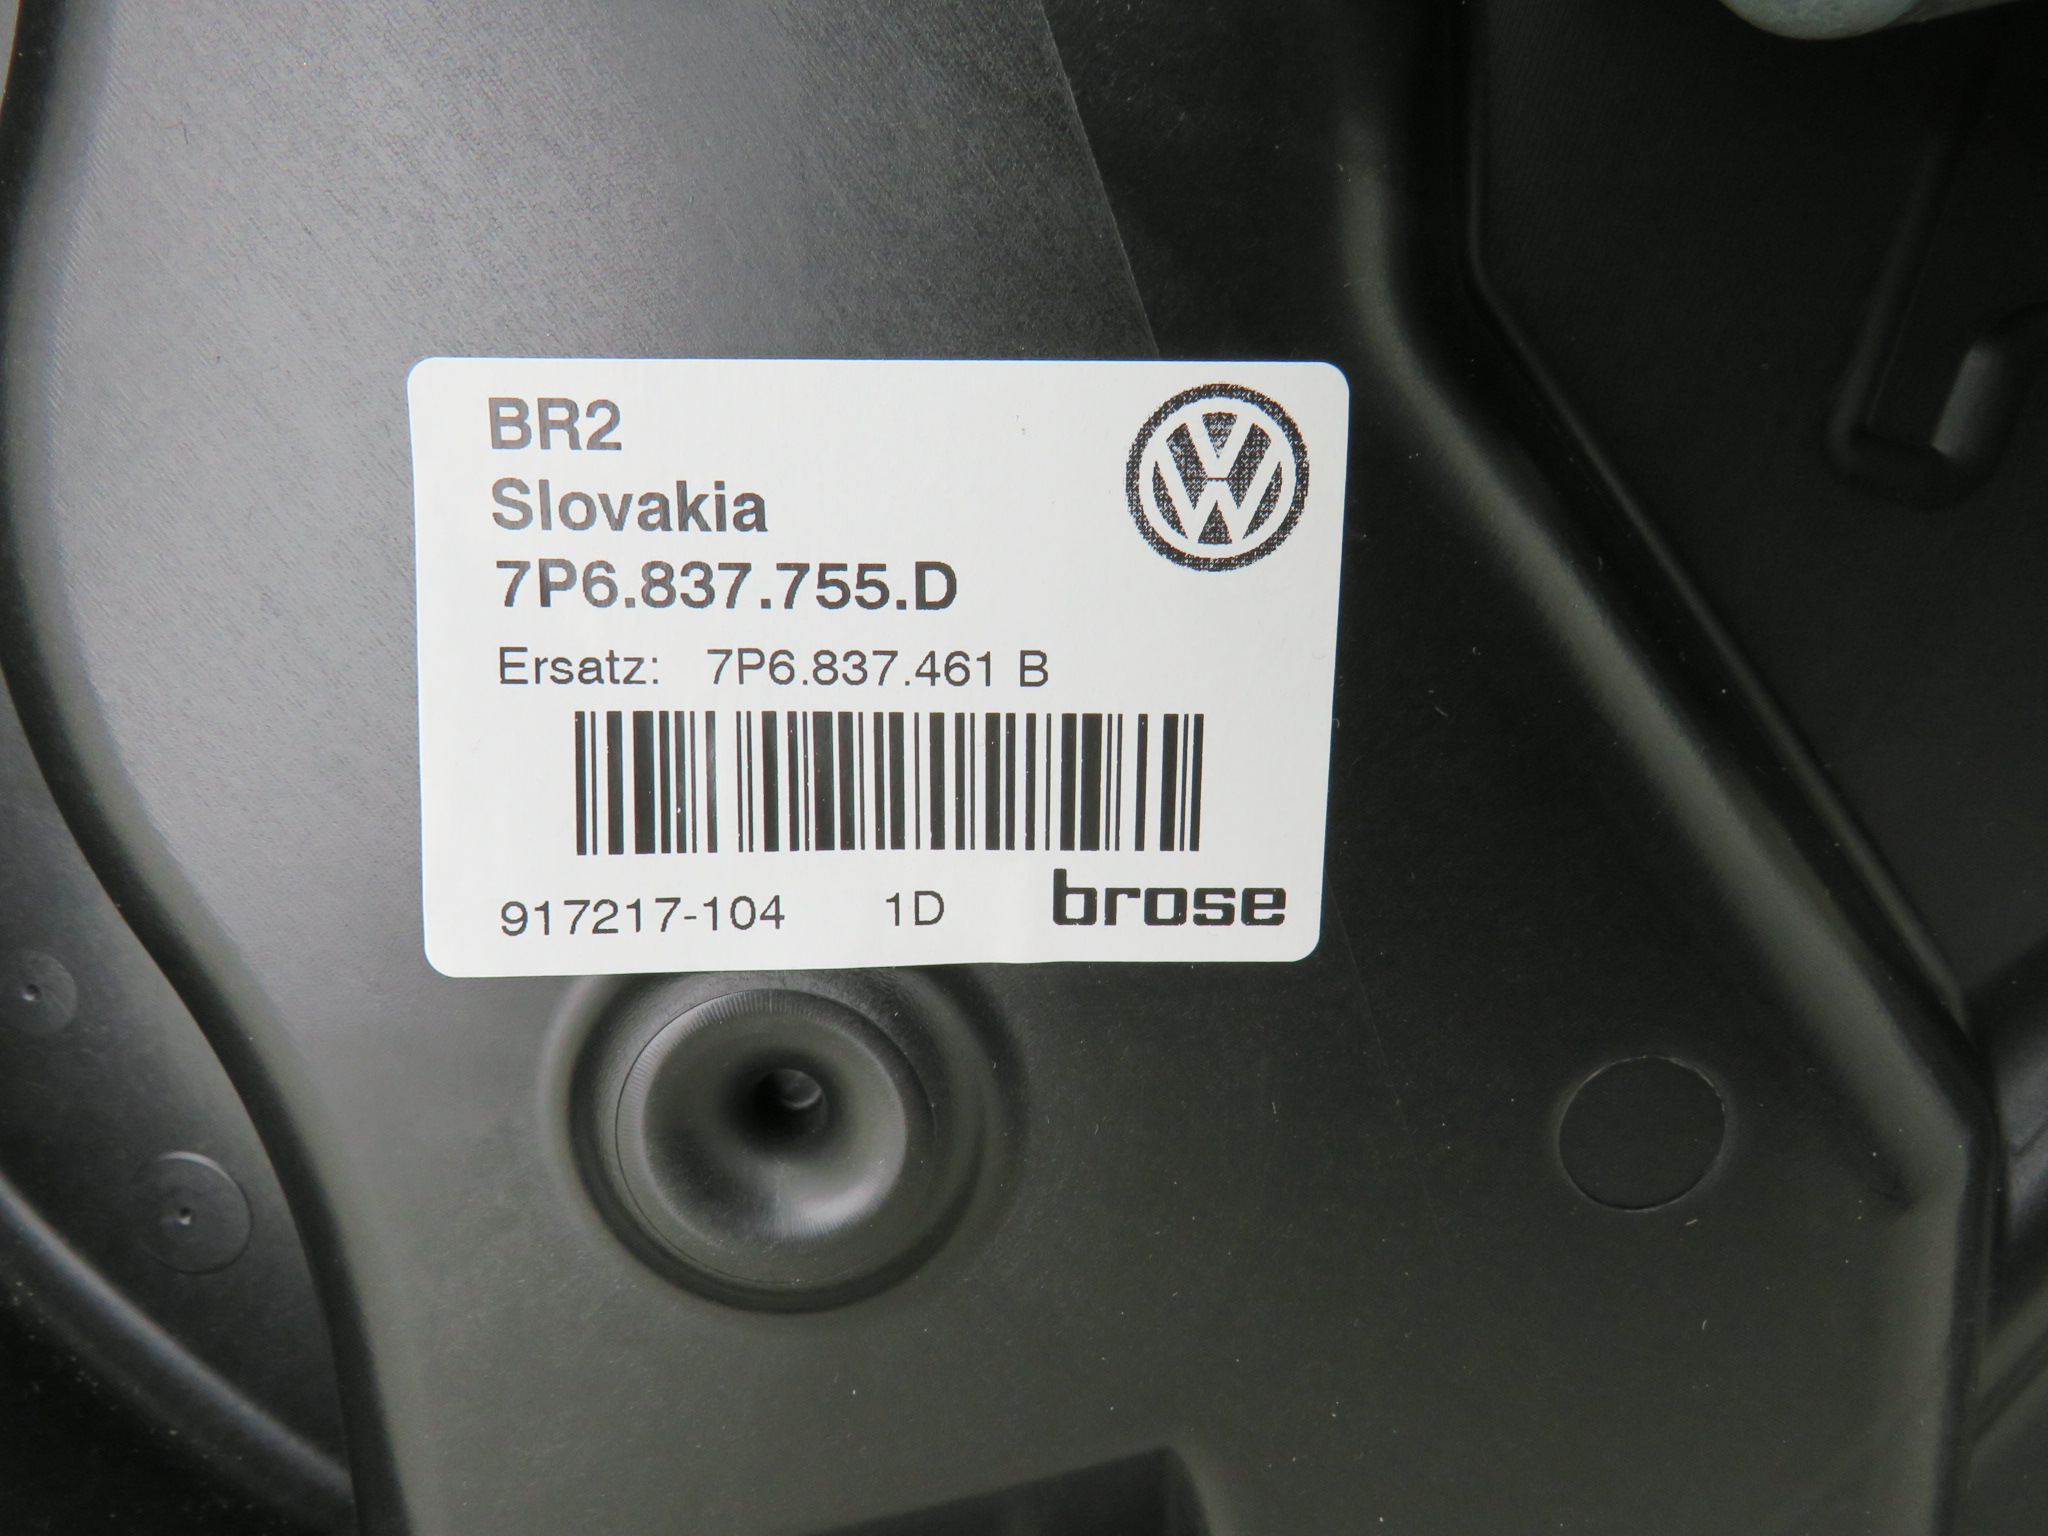 BR2
Slovakia
7P6.837.755.D
Ersatz: 7P6.837.461 B
917217-104 1D brose